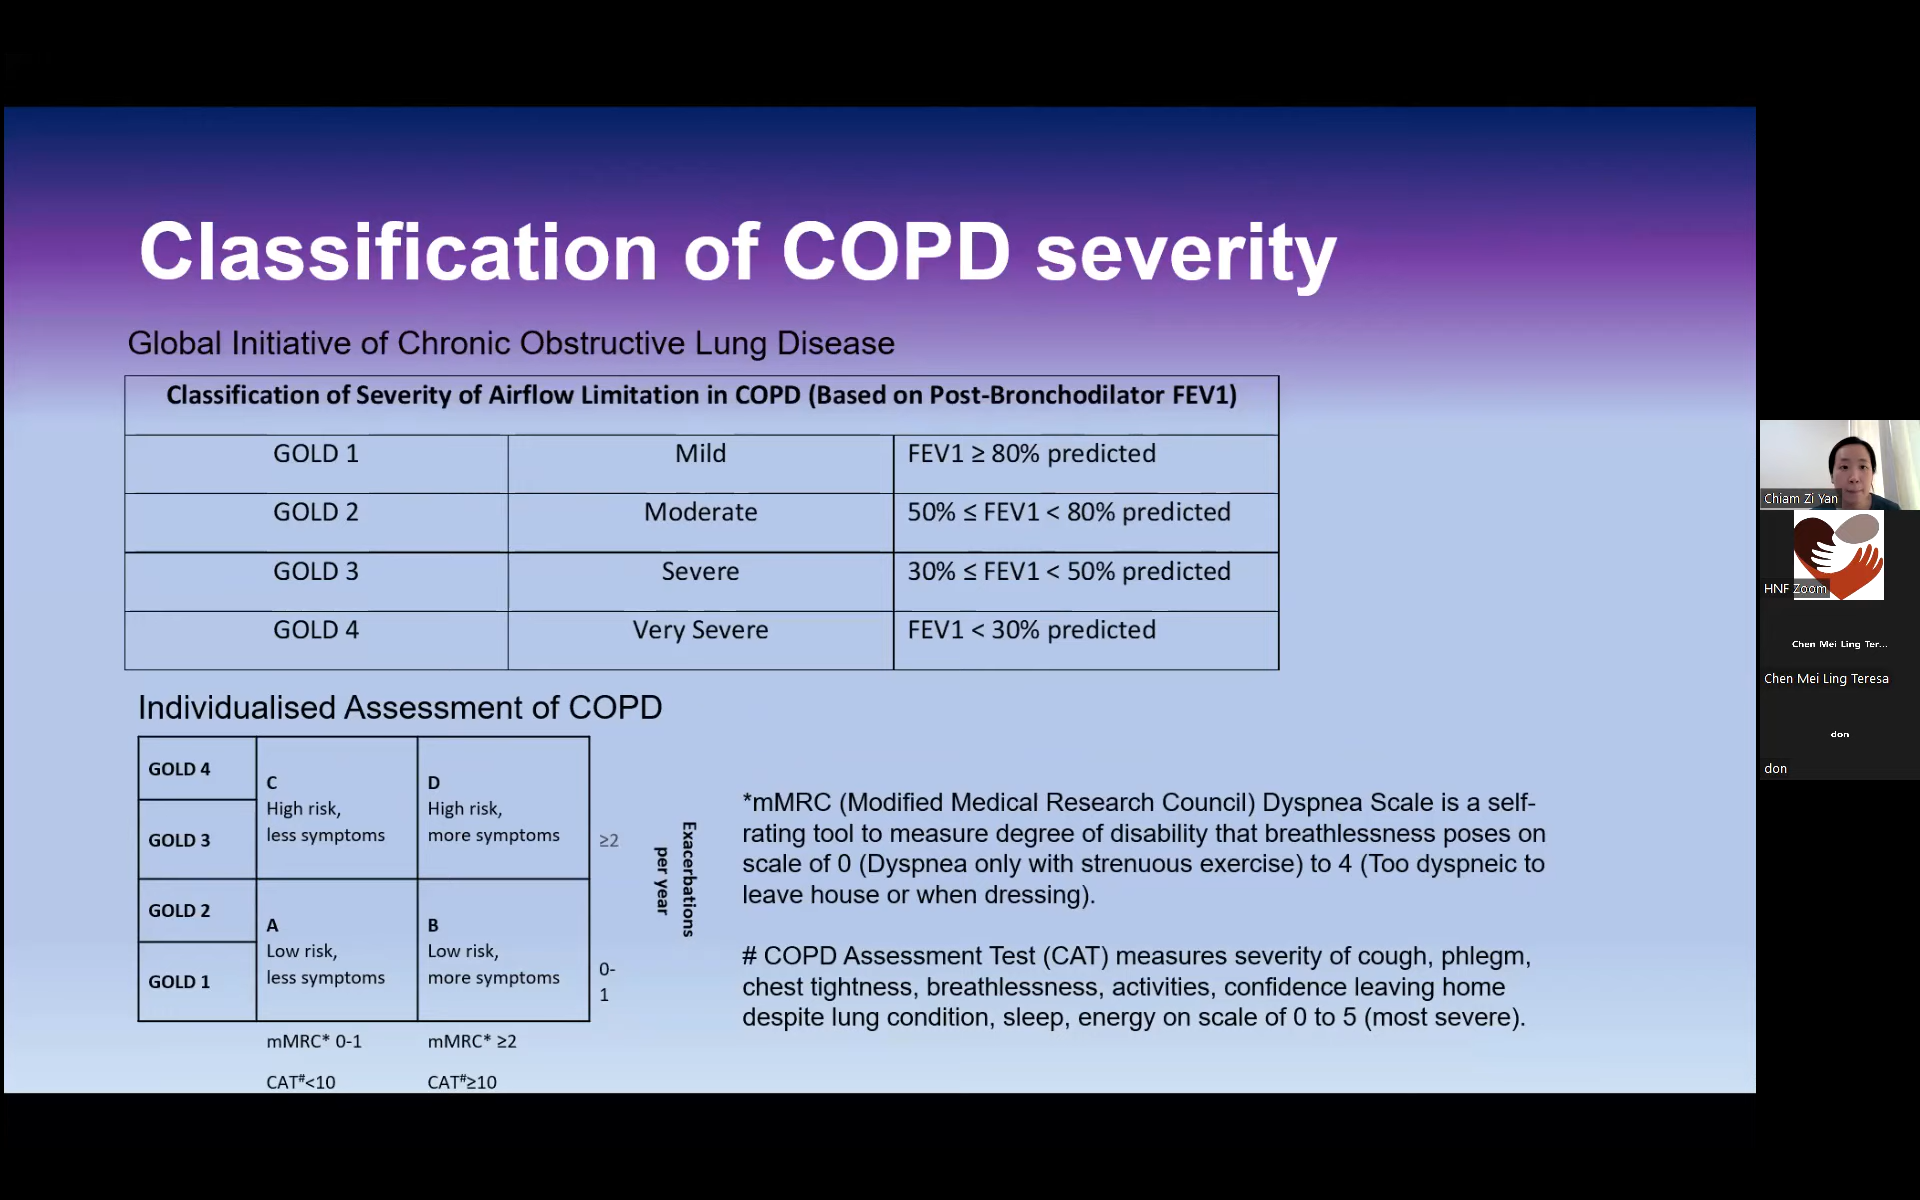 Classification of COPD severity
Global Initiative of Chronic Obstructive Lung Disease
Classification of Severity of Airflow Limitation in COPD (Based on Post-Bronchodilator FEV1)
GOLD 1 Mild FEV1 ≥ 80% predicted
GOLD 2 Moderate 50% ≤ FEV1 < 80% predicted
GOLD 3 Severe 30% ≤ FEV1 < 50% predicted
GOLD 4 Very Severe FEV1 < 30% predicted
Individualised Assessment of COPD
GOLD 4
GOLD 3
GOLD 2
GOLD 1
C
High risk,
less symptoms
D
High risk,
more symptoms
A
Low risk,
less symptoms
B
Low risk,
more symptoms
≥2
0-
1
Exacerbations
per year
mMRC* 0-1
mMRC* ≥2
CAT#<10
CAT#≥10
*mMRC (Modified Medical Research Council) Dyspnea Scale is a self-
rating tool to measure degree of disability that breathlessness poses on
scale of 0 (Dyspnea only with strenuous exercise) to 4 (Too dyspneic to
leave house or when dressing).
# COPD Assessment Test (CAT) measures severity of cough, phlegm,
chest tightness, breathlessness, activities, confidence leaving home
despite lung condition, sleep, energy on scale of 0 to 5 (most severe).
Chiam Zi Yan
HNF Zoom
Chen Mei Ling Ter...
Chen Mei Ling Teresa
don
don